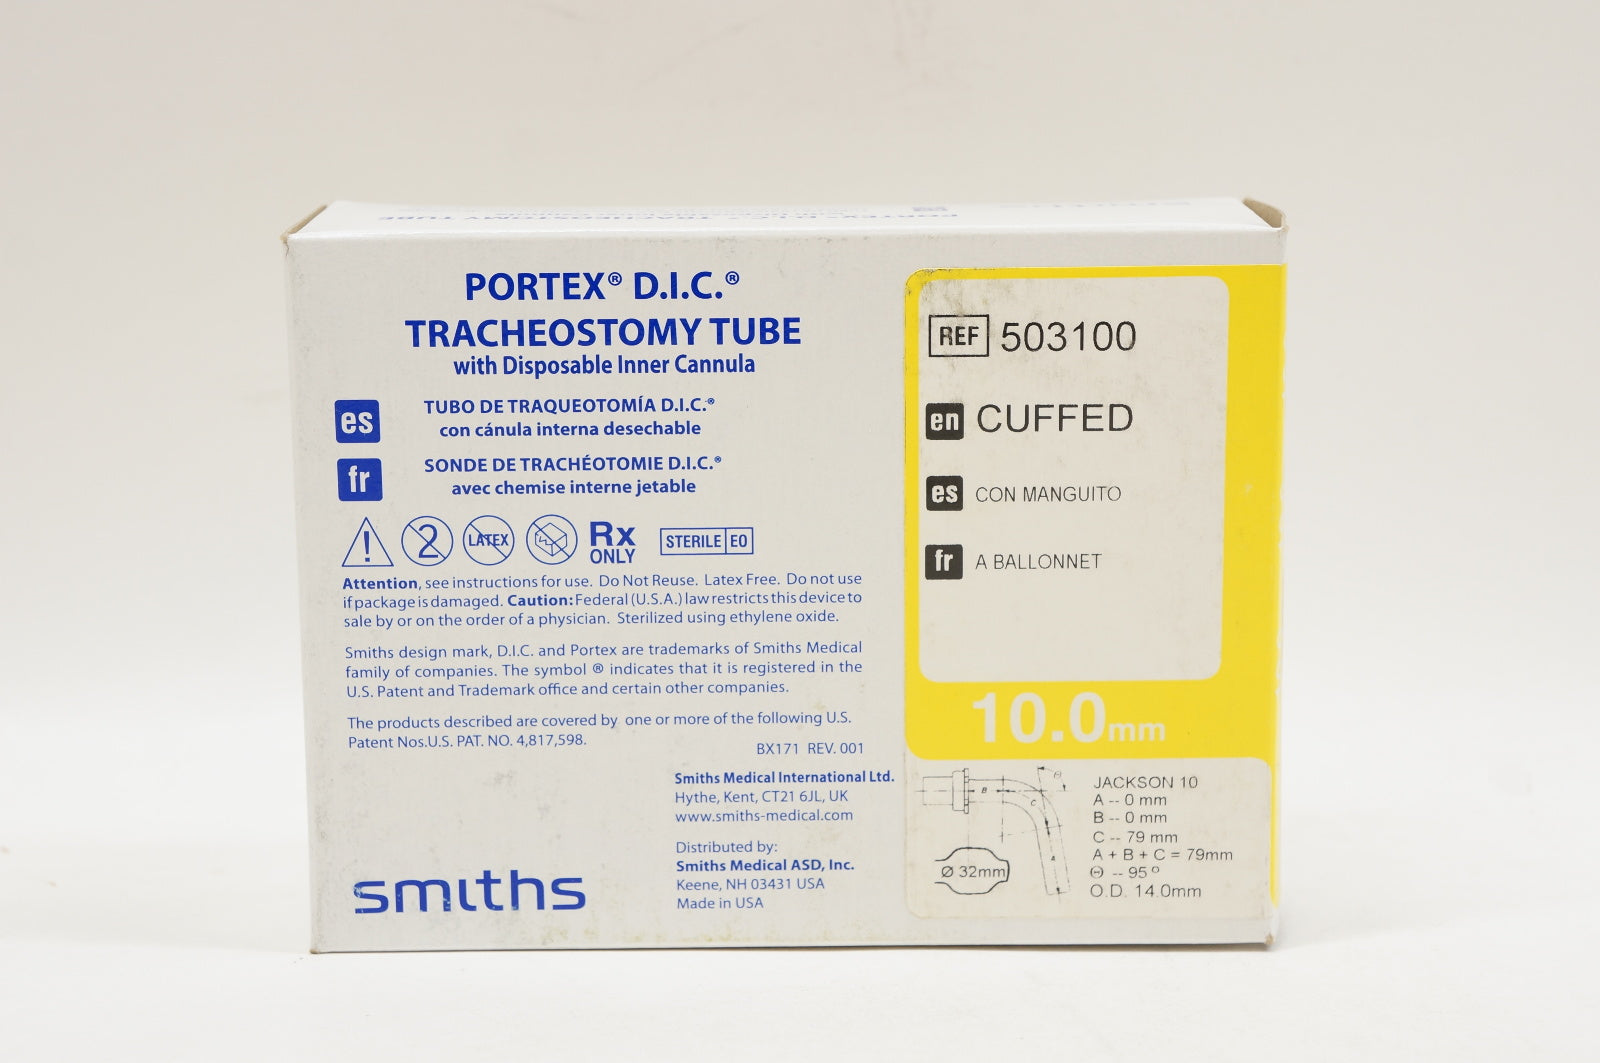 PORTEX® D.I.C.®
TRACHEOSTOMY TUBE
with Disposable Inner Cannula
es
TUBO DE TRAQUEOTOMÍA D.I.C.®
con cánula interna desechable
fr
SONDE DE TRACHÉOTOMIE D.I.C.®
avec chemise interne jetable
! 2 LATEX Rx ONLY STERILE EO
Attention, see instructions for use. Do Not Reuse. Latex Free. Do not use
if package is damaged. Caution: Federal (U.S.A.) law restricts this device to
sale by or on the order of a physician. Sterilized using ethylene oxide.
Smiths design mark, D.I.C. and Portex are trademarks of Smiths Medical
family of companies. The symbol ® indicates that it is registered in the
U.S. Patent and Trademark office and certain other companies.
The products described are covered by one or more of the following U.S.
Patent Nos.U.S. PAT. NO. 4,817,598.
BX171 REV. 001
Smiths Medical International Ltd.
Hythe, Kent, CT21 6JL, UK
www.smiths-medical.com
Distributed by:
Smiths Medical ASD, Inc.
Keene, NH 03431 USA
Made in USA
smiths
REF 503100
en CUFFED
es CON MANGUITO
fr A BALLONNET
10.0mm
B
C
Θ
A
Ø 32mm
JACKSON 10
A -- 0 mm
B -- 0 mm
C -- 79 mm
A + B + C = 79mm
Θ -- 95°
O.D. 14.0mm
PORTEX® D.I.C.® TRACHEOSTOMY TUBE